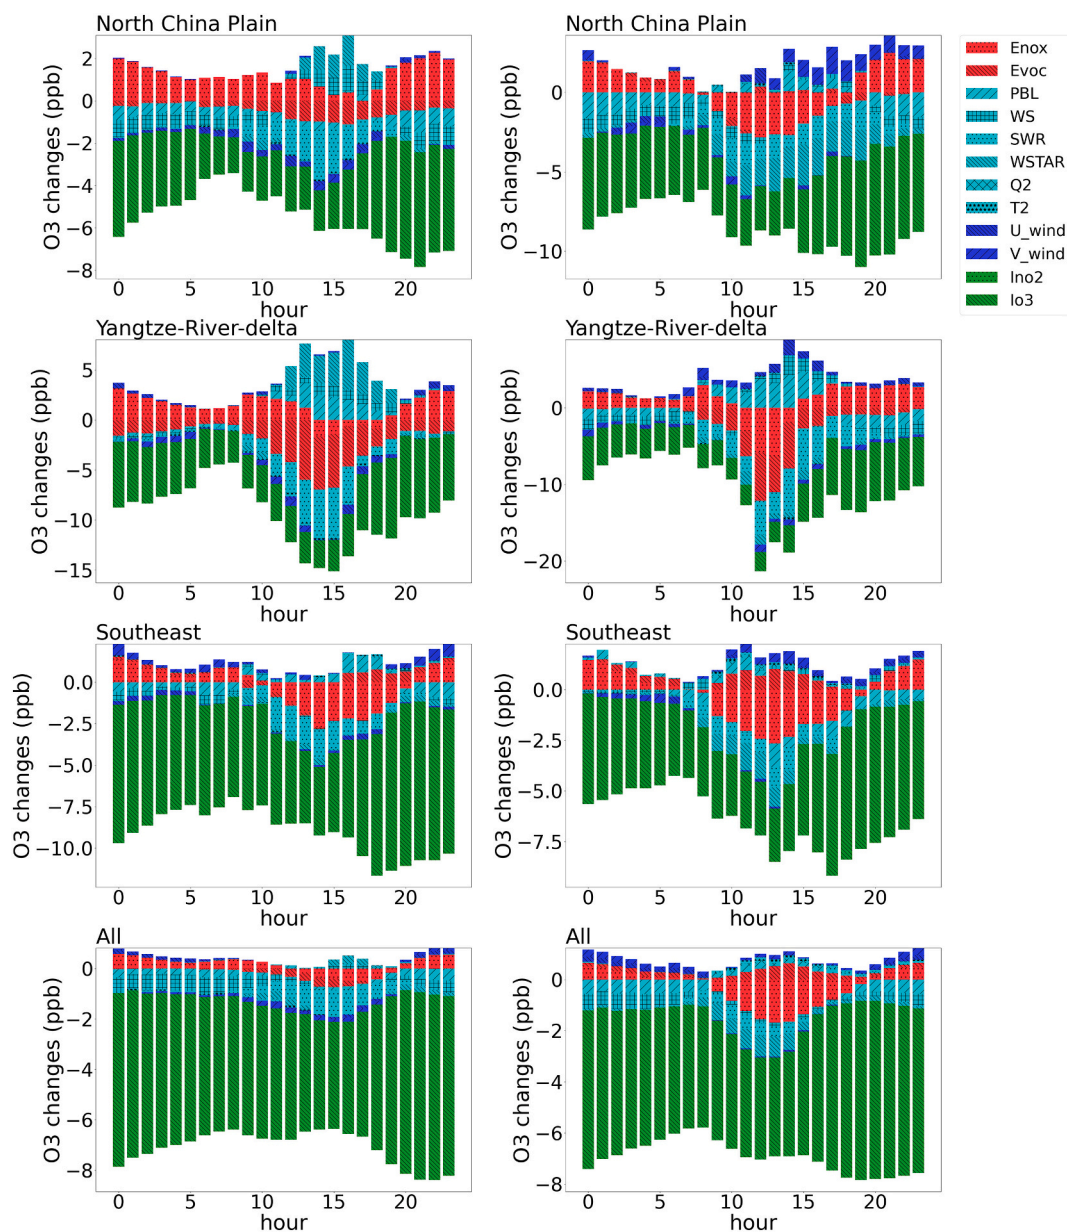 North China Plain
O3 changes (ppb)
2
0
−2
−4
−6
−8
0 5 10 15 20
hour
North China Plain
O3 changes (ppb)
0
−5
−10
0 5 10 15 20
hour
Enox
Evoc
PBL
WS
SWR
WSTAR
Q2
T2
U_wind
V_wind
Ino2
Io3
Yangtze-River-delta
O3 changes (ppb)
5
0
−5
−10
−15
0 5 10 15 20
hour
Yangtze-River-delta
O3 changes (ppb)
0
−10
−20
0 5 10 15 20
hour
Southeast
O3 changes (ppb)
0.0
−2.5
−5.0
−7.5
−10.0
0 5 10 15 20
hour
Southeast
O3 changes (ppb)
0.0
−2.5
−5.0
−7.5
0 5 10 15 20
hour
All
O3 changes (ppb)
0
−2
−4
−6
−8
0 5 10 15 20
hour
All
O3 changes (ppb)
0
−2
−4
−6
−8
0 5 10 15 20
hour